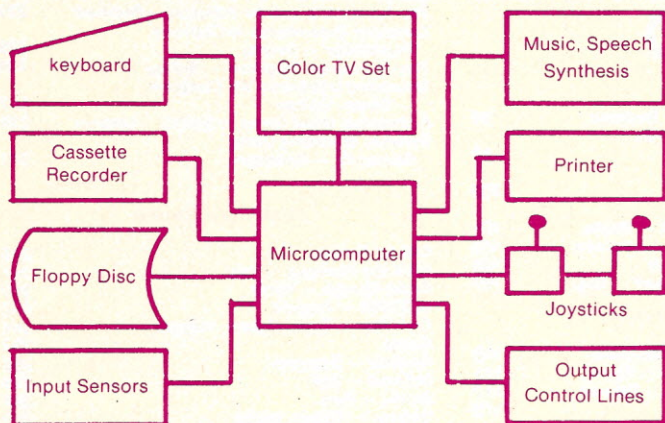 keyboard
Color TV Set
Music, Speech
Synthesis
Cassette
Recorder
Printer
Floppy Disc
Microcomputer
Joysticks
Input Sensors
Output
Control Lines